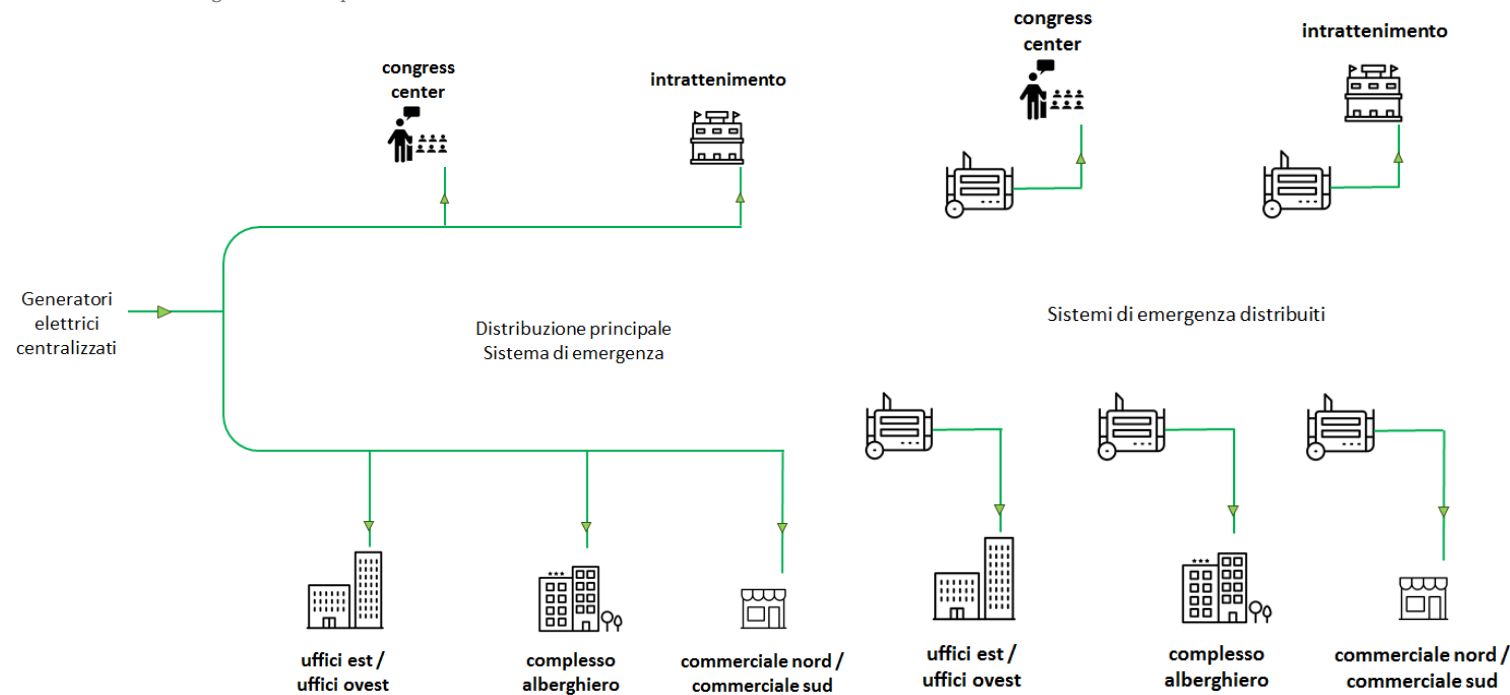 congress
center
intrattenimento
Generatori
elettrici
centralizzati
Distribuzione principale
Sistema di emergenza
uffici est /
uffici ovest
complesso
alberghiero
commerciale nord /
commerciale sud
congress
center
intrattenimento
Sistemi di emergenza distribuiti
uffici est /
uffici ovest
complesso
alberghiero
commerciale nord /
commerciale sud